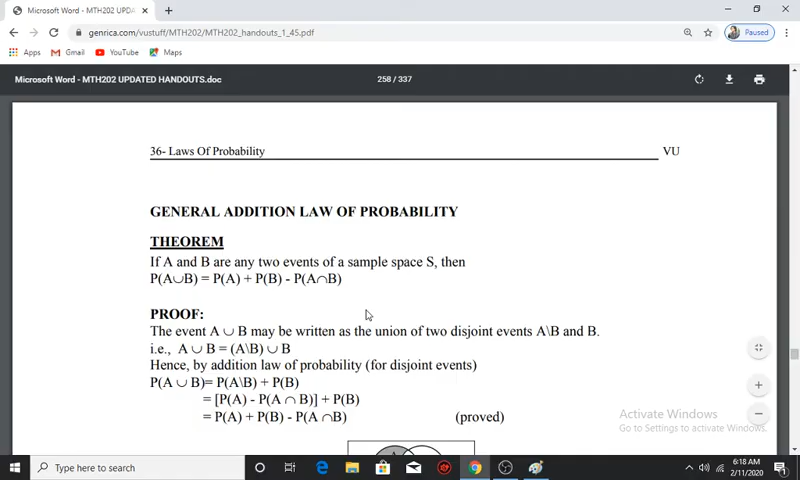 Microsoft Word - MTH202 UPDA
genrica.com/vustuff/MTH202/MTH202_handouts_1_45.pdf
Paused
Apps Gmail YouTube Maps
Microsoft Word - MTH202 UPDATED HANDOUTS.doc
258 / 337
36- Laws Of Probability
VU
GENERAL ADDITION LAW OF PROBABILITY
THEOREM
If A and B are any two events of a sample space S, then
P(A∪B) = P(A) + P(B) - P(A∩B)
PROOF:
The event A ∪ B may be written as the union of two disjoint events A\B and B.
i.e., A ∪ B = (A\B) ∪ B
Hence, by addition law of probability (for disjoint events)
P(A ∪ B)= P(A\B) + P(B)
= [P(A) - P(A ∩ B)] + P(B)
= P(A) + P(B) - P(A ∩B) (proved)
Activate Windows
Go to Settings to activate Windows.
Type here to search
6:18 AM
2/11/2020